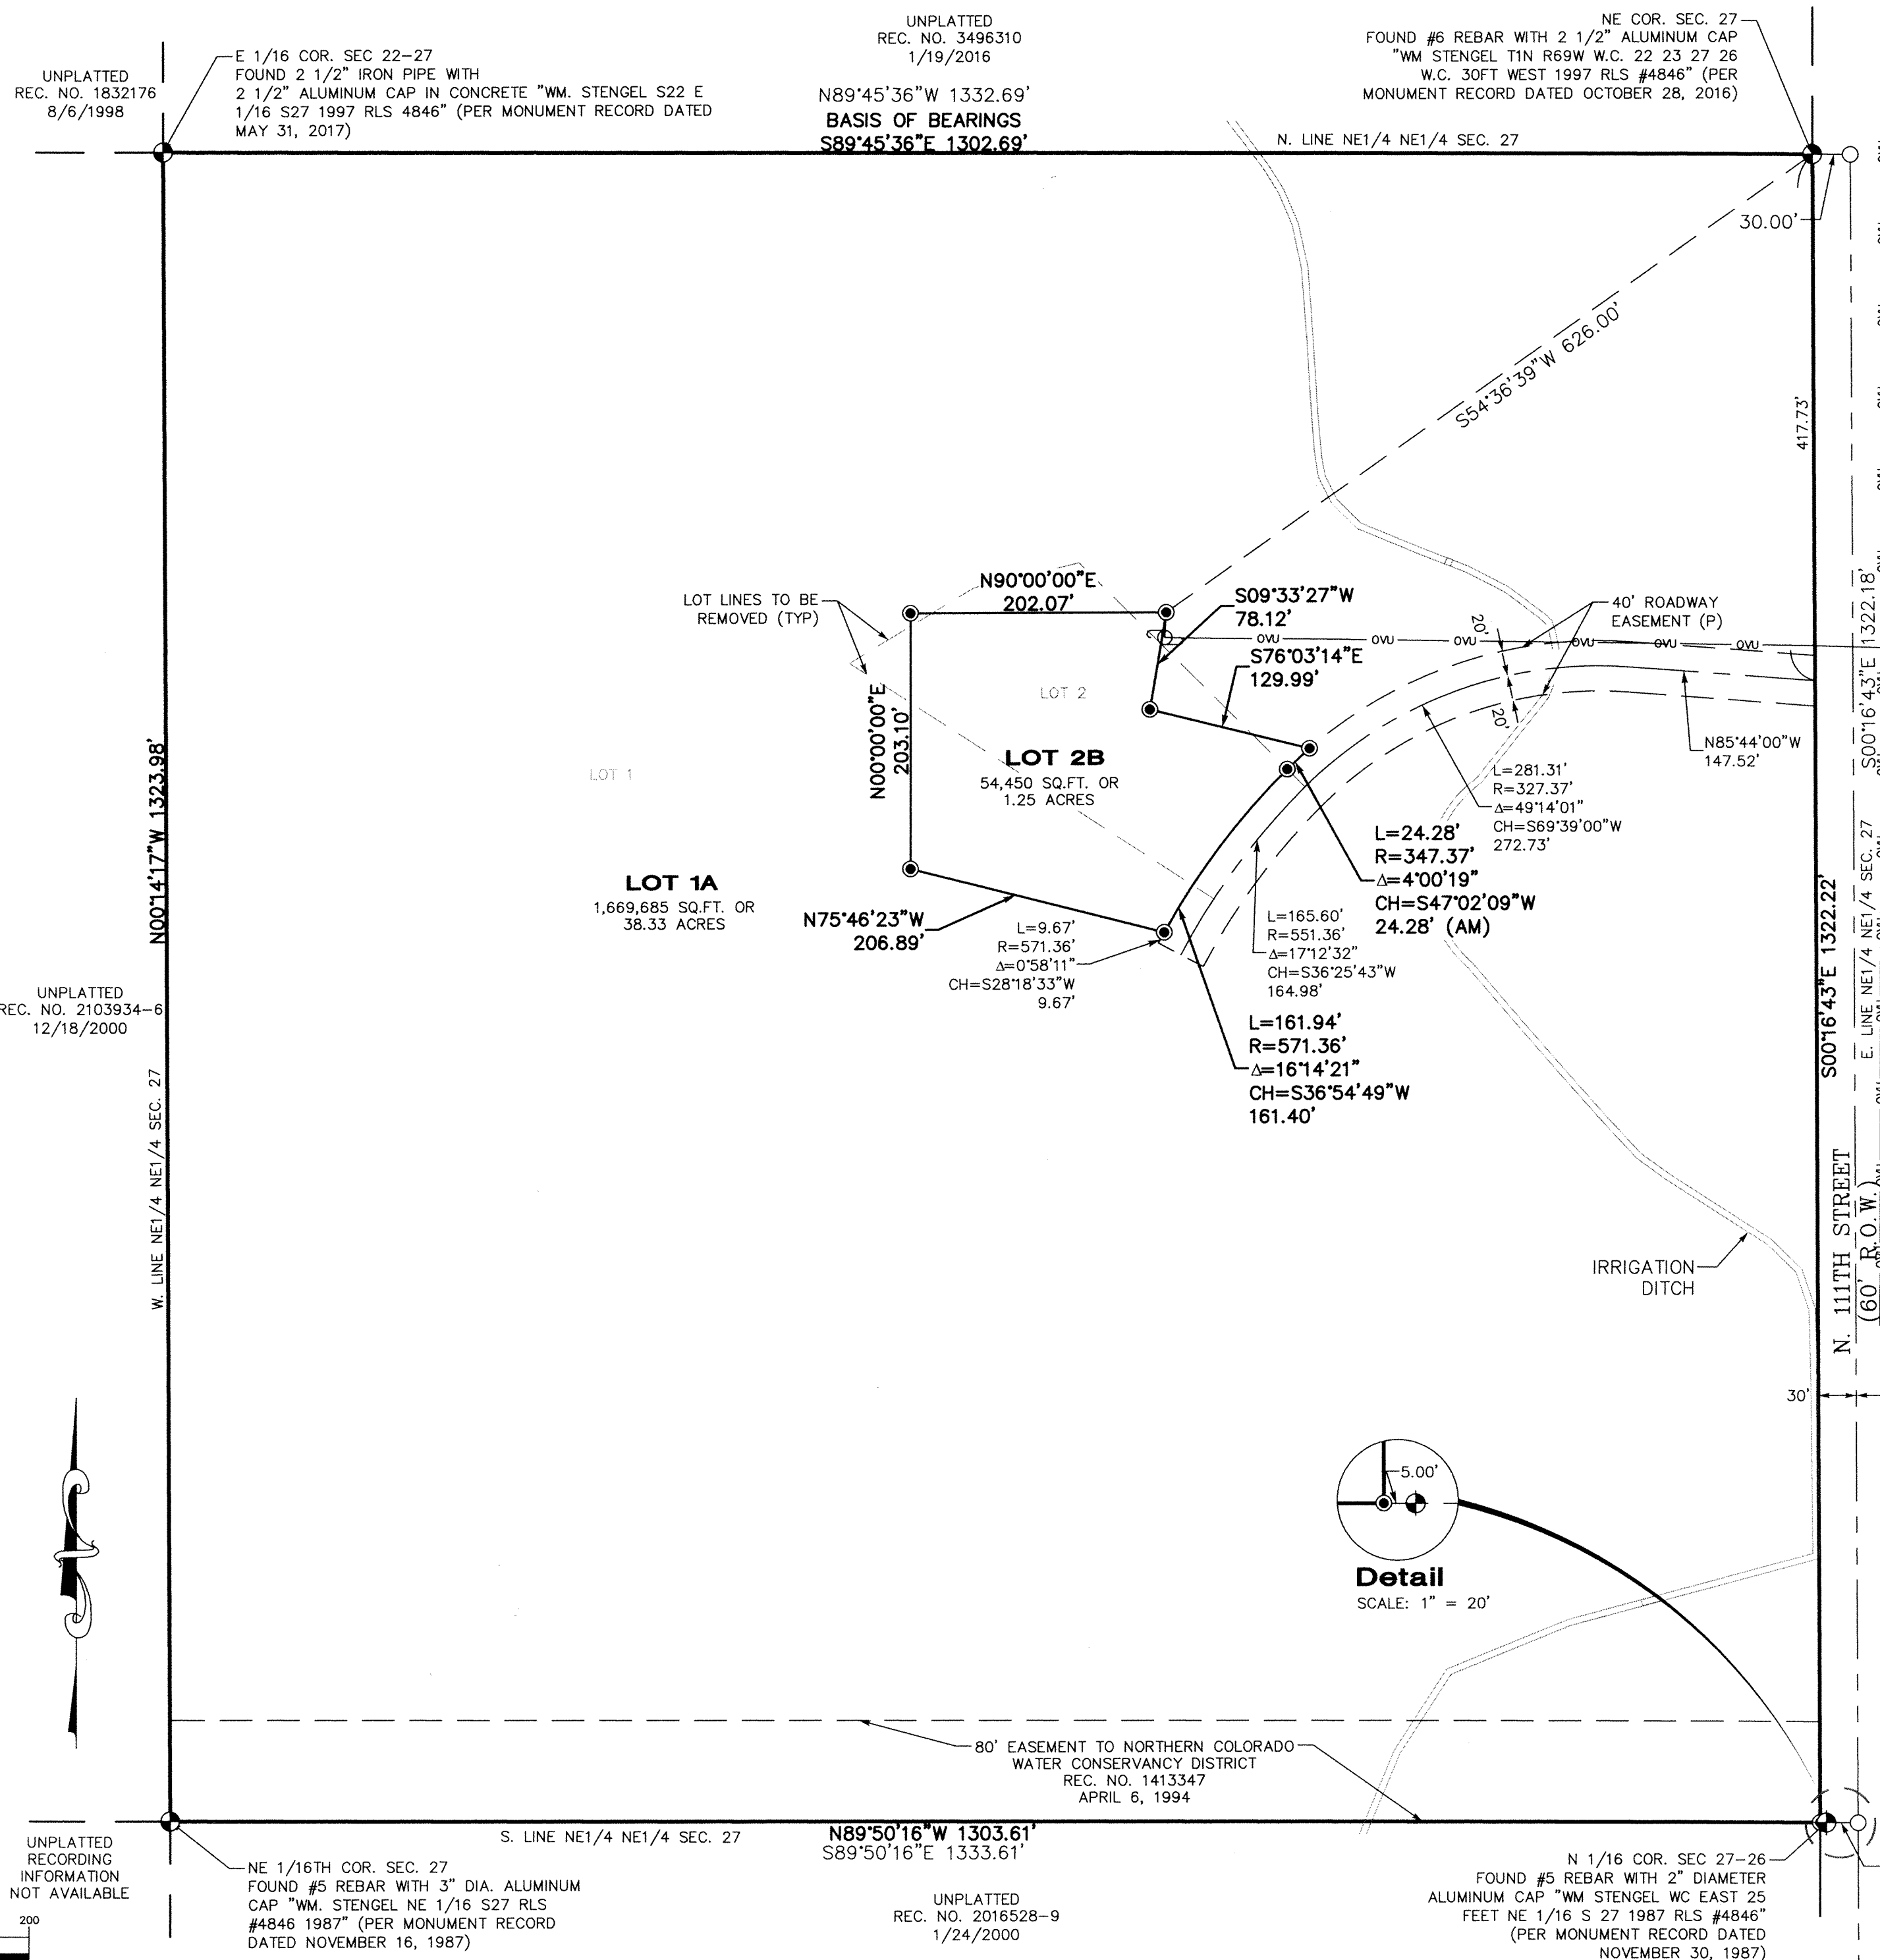 UNPLATTED
REC. NO. 3496310
1/19/2016
NE COR. SEC. 27
FOUND #6 REBAR WITH 2 1/2" ALUMINUM CAP
"WM STENGEL T1N R69W W.C. 22 23 27 26
W.C. 30FT WEST 1997 RLS #4846" (PER
MONUMENT RECORD DATED OCTOBER 28, 2016)
E 1/16 COR. SEC 22-27
FOUND 2 1/2" IRON PIPE WITH
2 1/2" ALUMINUM CAP IN CONCRETE "WM. STENGEL S22 E
1/16 S27 1997 RLS 4846" (PER MONUMENT RECORD DATED
MAY 31, 2017)
UNPLATTED
REC. NO. 1832176
8/6/1998
N89°45'36"W 1332.69'
BASIS OF BEARINGS
S89°45'36"E 1302.69'
N. LINE NE1/4 NE1/4 SEC. 27
30.00'
S54°36'39"W 626.00'
417.73'
S00°16'43"E 1322.18'
LOT LINES TO BE
REMOVED (TYP)
N90°00'00"E
202.07'
S09°33'27"W
78.12'
S76°03'14"E
129.99'
OVU OVU OVU OVU OVU OVU
20'
20'
40' ROADWAY
EASEMENT (P)
N85°44'00"W
147.52'
LOT 2
N00°00'00"E
203.10'
LOT 2B
54,450 SQ.FT. OR
1.25 ACRES
LOT 1
L=281.31'
R=327.37'
Δ=49°14'01"
CH=S69°39'00"W
272.73'
L=24.28'
R=347.37'
Δ=4°00'19"
CH=S47°02'09"W
24.28' (AM)
N00°14'17"W 1323.98'
LOT 1A
1,669,685 SQ.FT. OR
38.33 ACRES
N75°46'23"W
206.89'
L=9.67'
R=571.36'
Δ=0°58'11"
CH=S28°18'33"W
9.67'
L=165.60'
R=551.36'
Δ=17°12'32"
CH=S36°25'43"W
164.98'
L=161.94'
R=571.36'
Δ=16°14'21"
CH=S36°54'49"W
161.40'
S00°16'43"E 1322.22'
E. LINE NE1/4 NE1/4 SEC. 27
UNPLATTED
REC. NO. 2103934-6
12/18/2000
W. LINE NE1/4 NE1/4 SEC. 27
IRRIGATION
DITCH
N. 111TH STREET
(60' R.O.W.)
30'
5.00'
Detail
SCALE: 1" = 20'
80' EASEMENT TO NORTHERN COLORADO
WATER CONSERVANCY DISTRICT
REC. NO. 1413347
APRIL 6, 1994
S. LINE NE1/4 NE1/4 SEC. 27
N89°50'16"W 1303.61'
S89°50'16"E 1333.61'
UNPLATTED
RECORDING
INFORMATION
NOT AVAILABLE
NE 1/16TH COR. SEC. 27
FOUND #5 REBAR WITH 3" DIA. ALUMINUM
CAP "WM. STENGEL NE 1/16 S27 RLS
#4846 1987" (PER MONUMENT RECORD
DATED NOVEMBER 16, 1987)
UNPLATTED
REC. NO. 2016528-9
1/24/2000
N 1/16 COR. SEC 27-26
FOUND #5 REBAR WITH 2" DIAMETER
ALUMINUM CAP "WM STENGEL WC EAST 25
FEET NE 1/16 S 27 1987 RLS #4846"
(PER MONUMENT RECORD DATED
NOVEMBER 30, 1987)
200